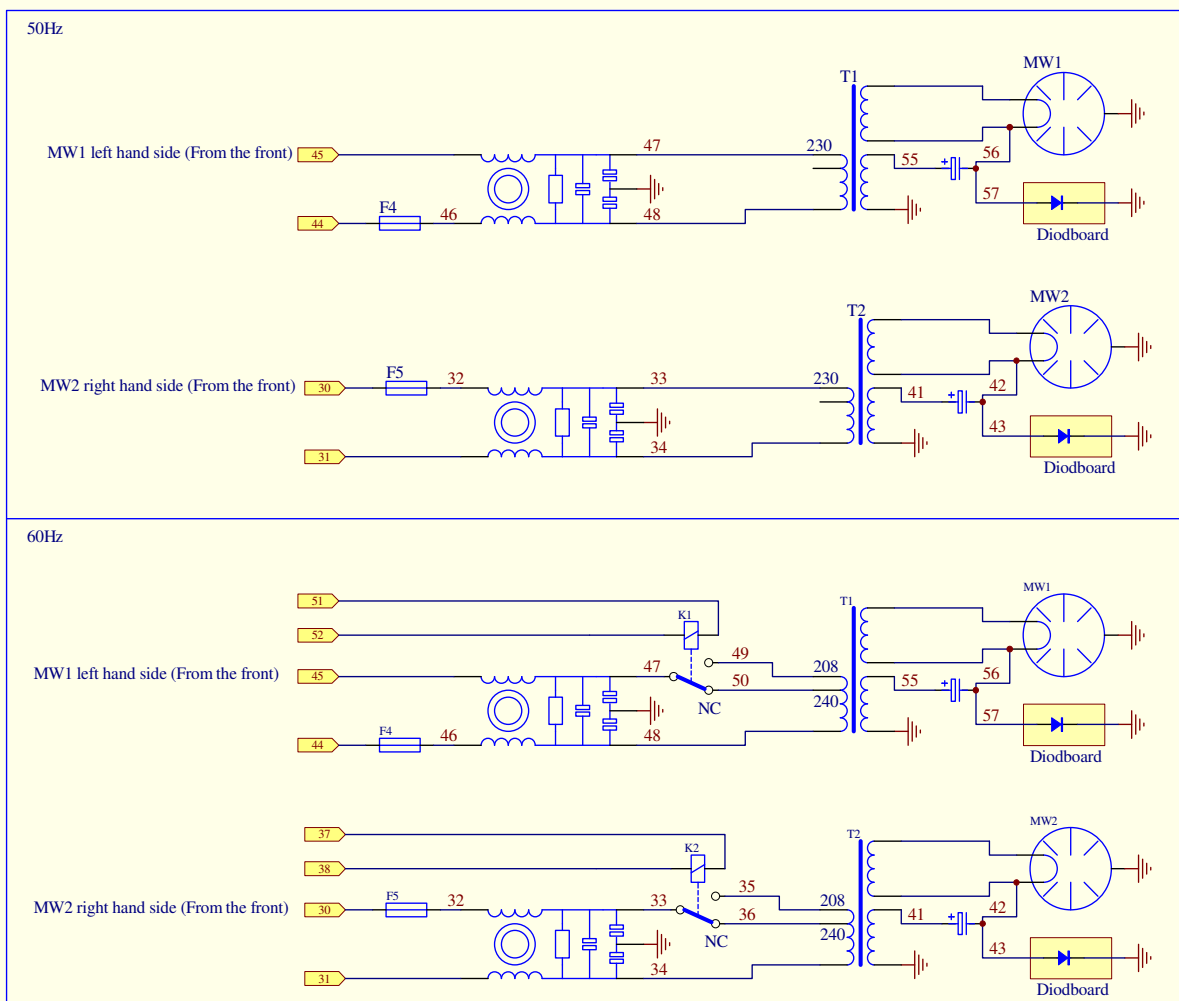 50Hz
MW1
T1
MW1 left hand side (From the front)
45
47
230
55
56
57
F4
44
46
48
Diodboard
MW2
T2
MW2 right hand side (From the front)
30
F5
32
33
230
41
42
43
31
34
Diodboard
60Hz
51
52
K1
T1
MW1
MW1 left hand side (From the front)
45
47
49
50
NC
208
240
55
56
57
F4
44
46
48
Diodboard
37
38
K2
T2
MW2
MW2 right hand side (From the front)
30
F5
32
33
35
36
NC
208
240
41
42
43
31
34
Diodboard